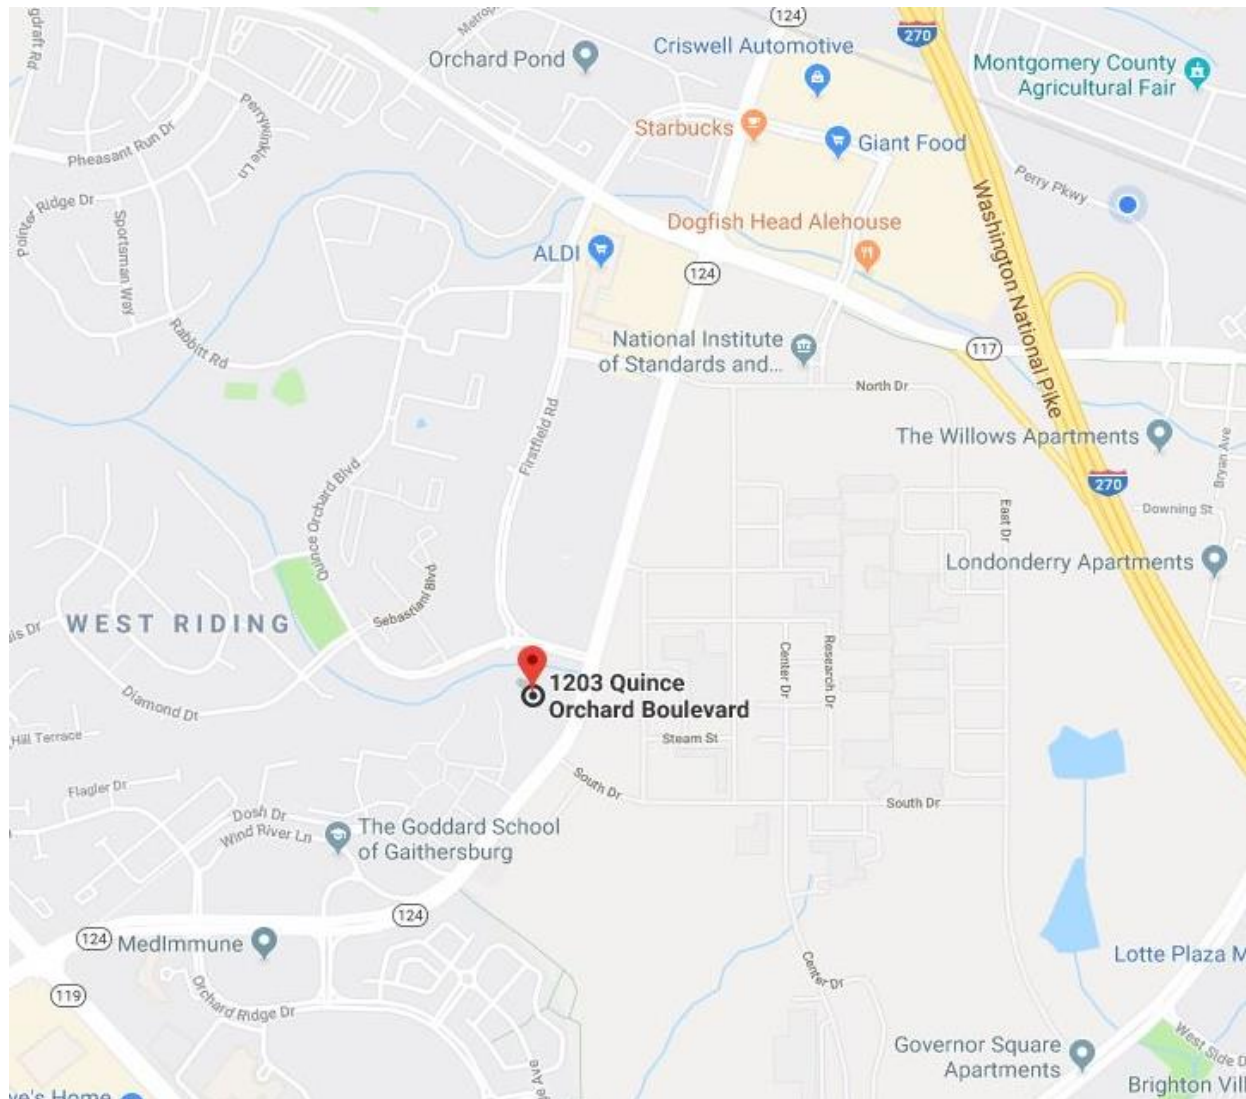 124
270
Criswell Automotive
Orchard Pond
Montgomery County
Agricultural Fair
Starbucks
Giant Food
Pheasant Run Dr
Perrywinkle Ln
Perry Pkwy
Washington National Pike
Pointer Ridge Dr
Sportsman Way
Dogfish Head Alehouse
ALDI
124
Rabbitt Rd
National Institute
of Standards and...
117
North Dr
Firstfield Rd
The Willows Apartments
Bryan Ave
270
Downing St
Quince Orchard Blvd
East Dr
Londonderry Apartments
Sebastiani Blvd
WEST RIDING
Center Dr
Research Dr
1203 Quince
Orchard Boulevard
Diamond Dt
Hill Terrace
Steam St
Flagler Dr
South Dr
South Dr
Dosh Dr
Wind River Ln
The Goddard School
of Gaithersburg
124
124
MedImmune
Lotte Plaza M
Center Dr
119
Orchard Ridge Dr
Governor Square
Apartments
West Side D
Brighton Vill